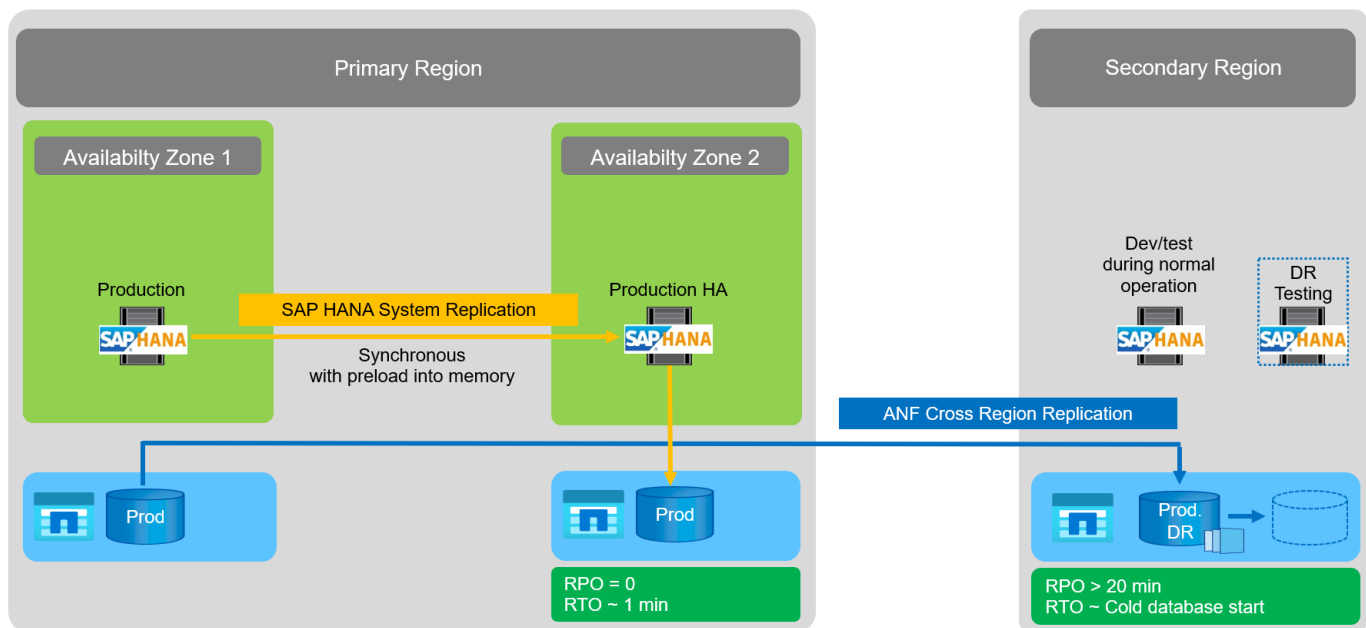 Primary Region
Secondary Region
Availabilty Zone 1
Availabilty Zone 2
Production
SAP HANA
SAP HANA System Replication
Synchronous
with preload into memory
Production HA
SAP HANA
Dev/test
during normal
operation
SAP HANA
DR
Testing
SAP HANA
ANF Cross Region Replication
Prod
Prod
Prod.
DR
RPO = 0
RTO ~ 1 min
RPO > 20 min
RTO ~ Cold database start